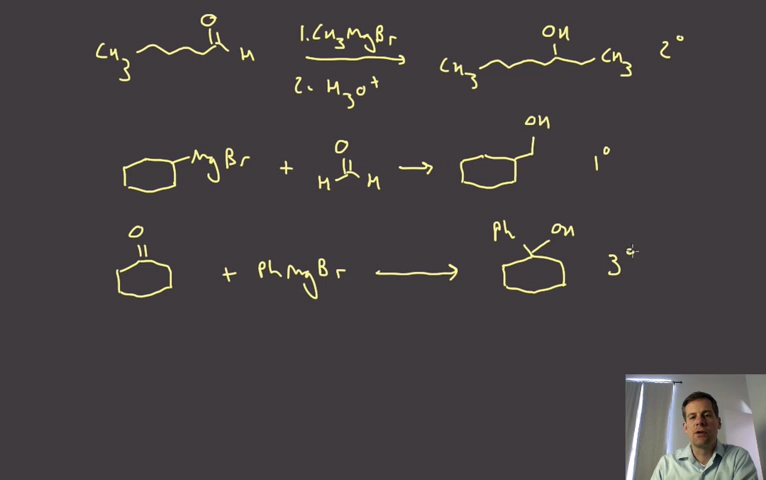 O
CH3 H 1. CH3MgBr OH CH3 CH3 2°
2. H3O+
MgBr + O H H → OH 1°
O + PhMgBr → Ph OH 3°